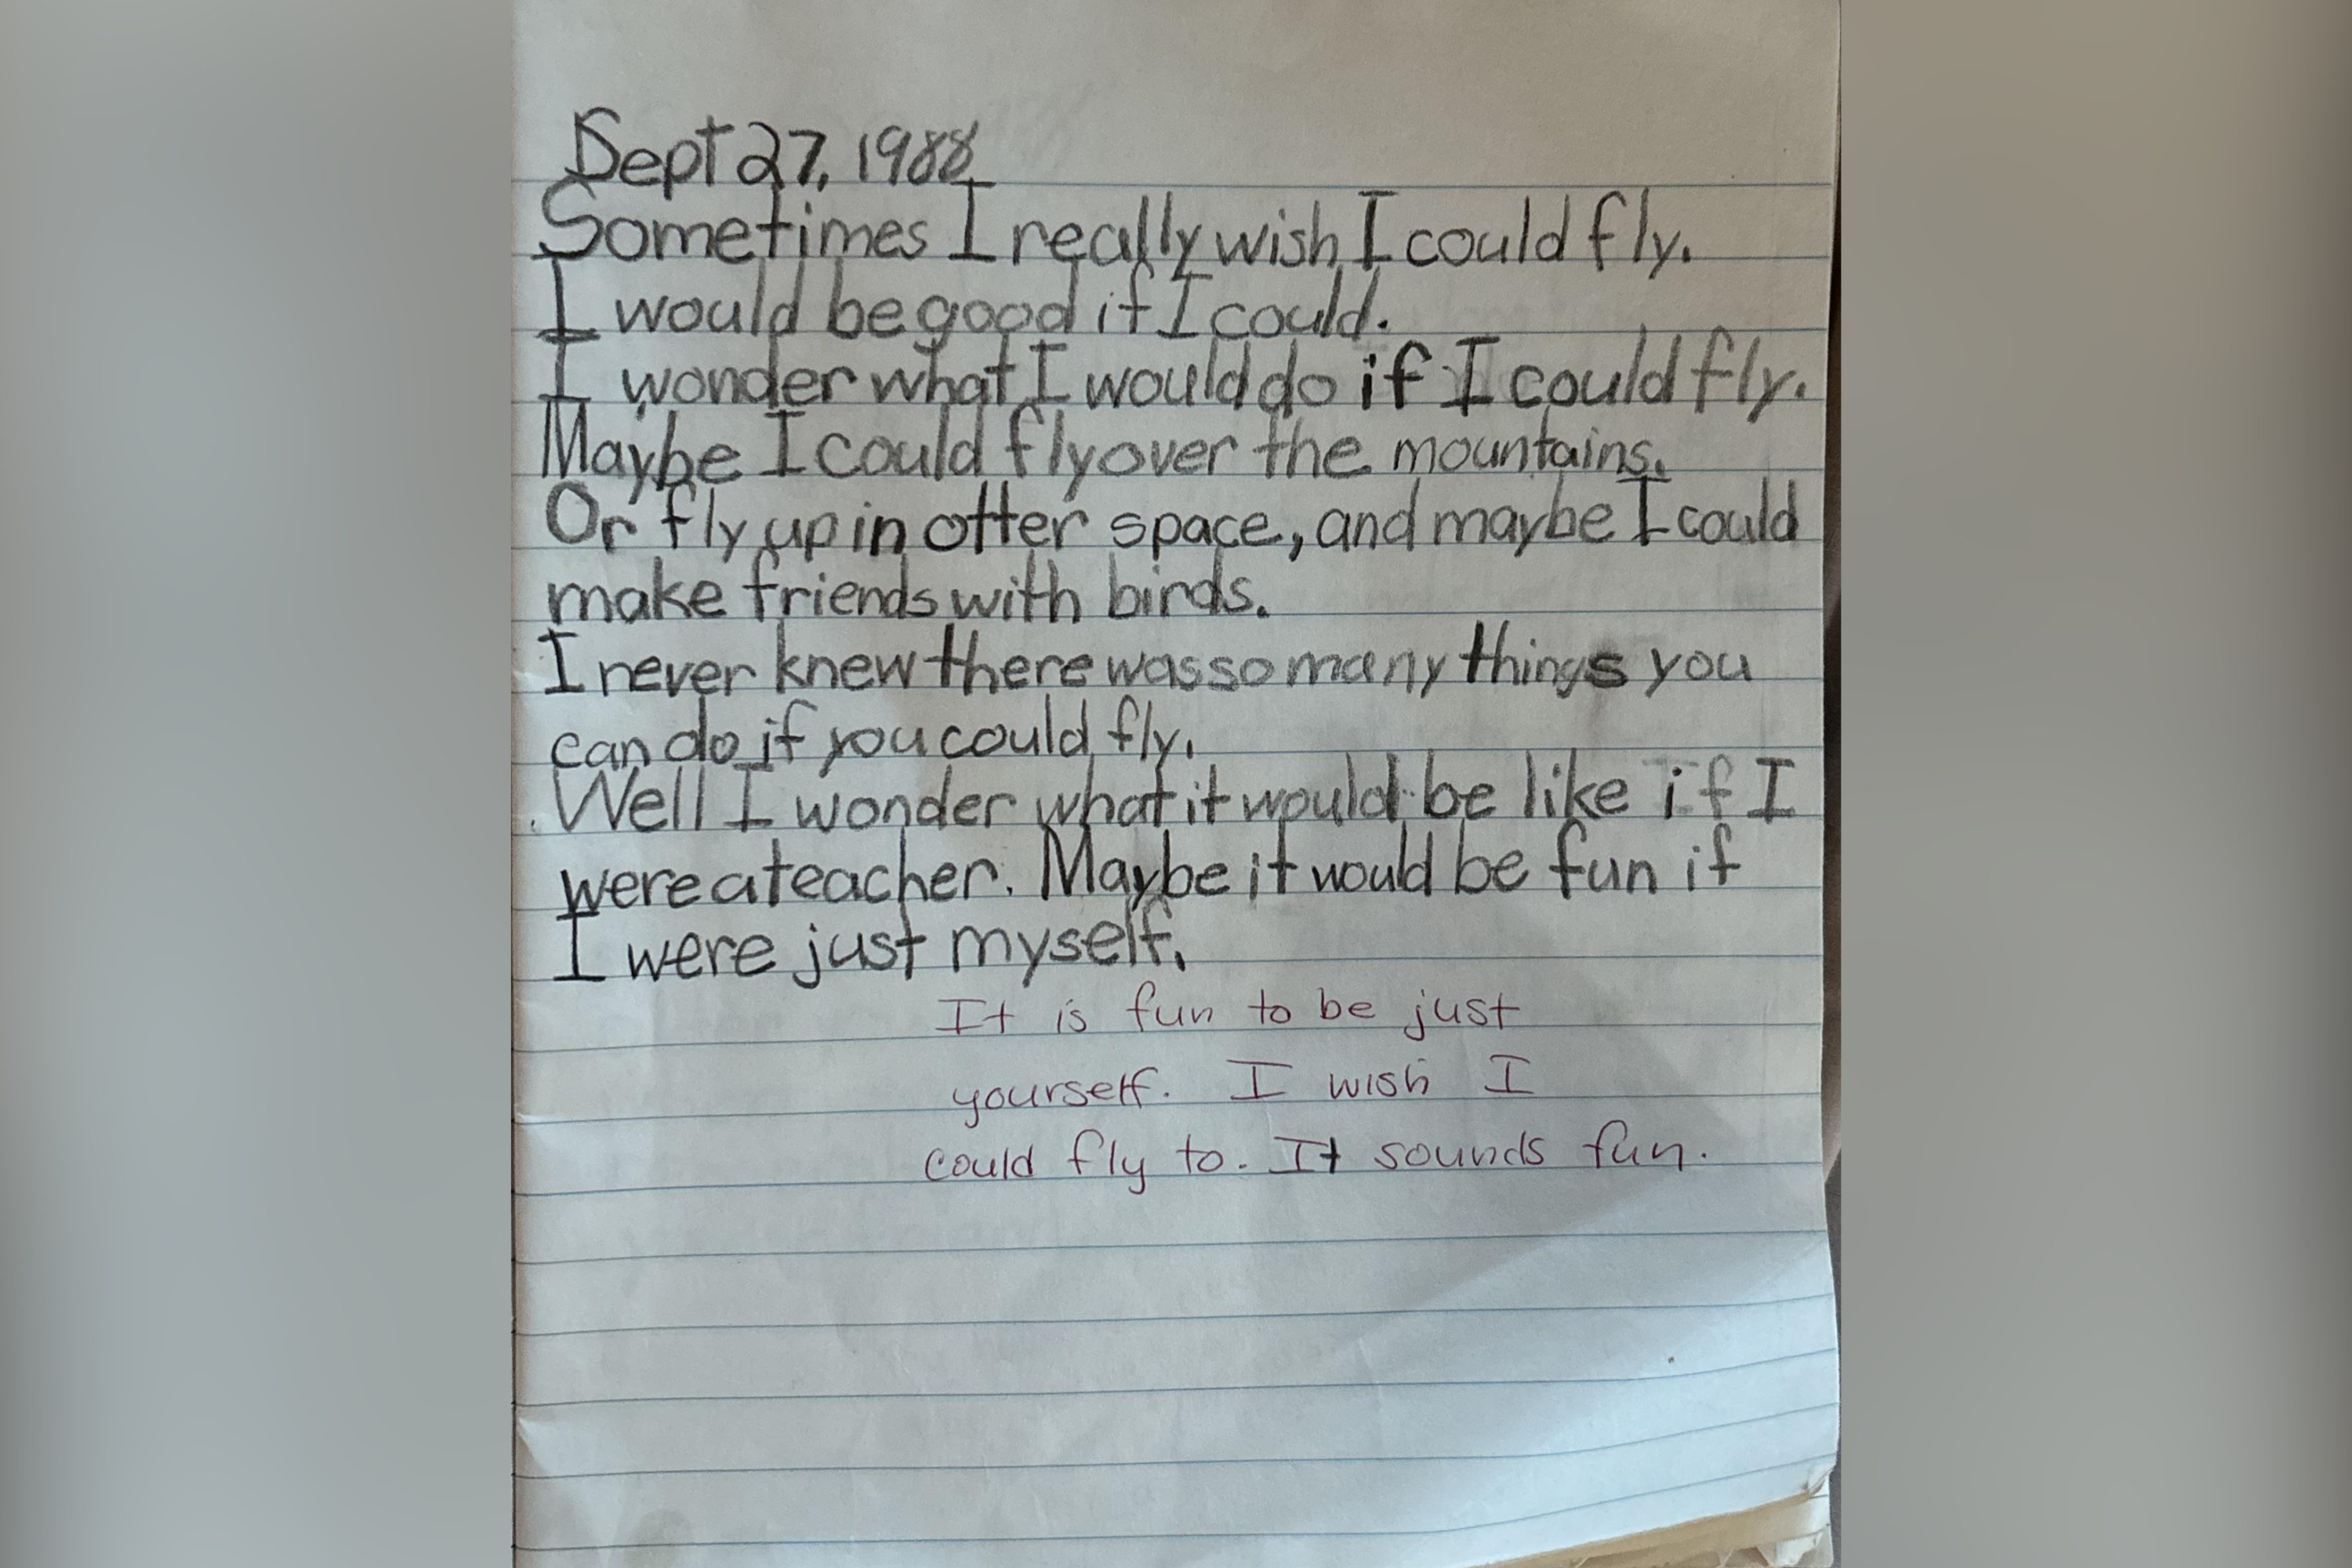 Sept 27, 1988
Sometimes I really wish I could fly.
I would be good if I could.
I wonder what I would do if I could fly.
Maybe I could fly over the mountains.
Or fly up in otter space, and maybe I could
make friends with birds.
I never knew there was so many things you
can do if you could fly.
Well I wonder what it would be like if I
were a teacher. Maybe it would be fun if
I were just myself.
It is fun to be just
yourself. I wish I
could fly to. It sounds fun.